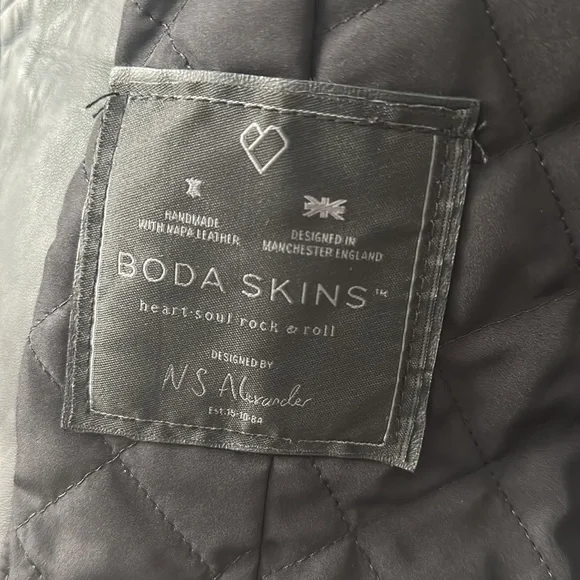 HANDMADE
WITH NAPA LEATHER
DESIGNED IN
MANCHESTER ENGLAND
BODA SKINS™
heart·soul·rock & roll
DESIGNED BY
N S Alexander
EST. 15-10-84